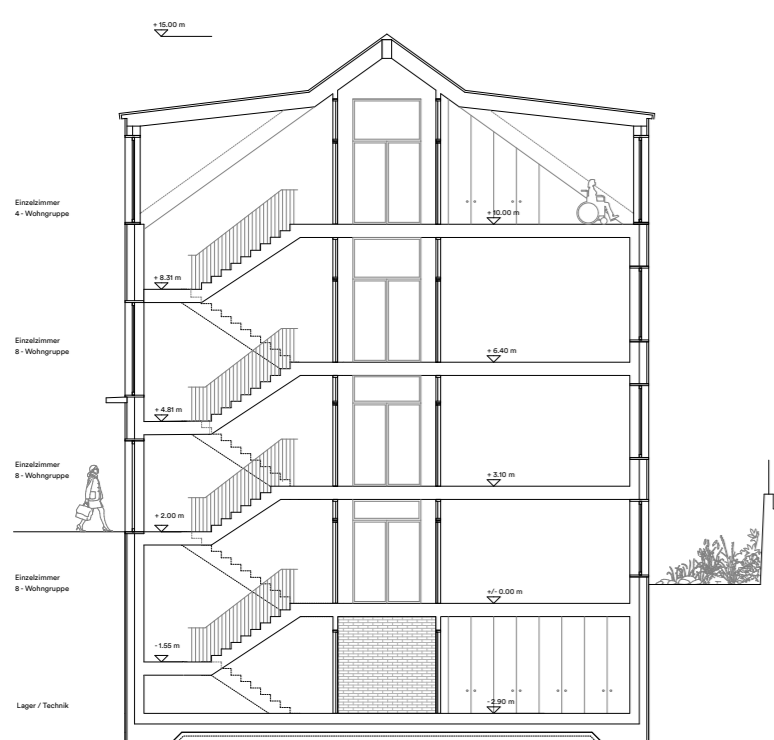 + 15.00 m
Einzelzimmer
4 - Wohngruppe
+ 10.00 m
+ 8.31 m
Einzelzimmer
8 - Wohngruppe
+ 6.40 m
+ 4.81 m
Einzelzimmer
8 - Wohngruppe
+ 3.10 m
+ 2.00 m
Einzelzimmer
8 - Wohngruppe
+/- 0.00 m
- 1.55 m
Lager / Technik
- 2.90 m